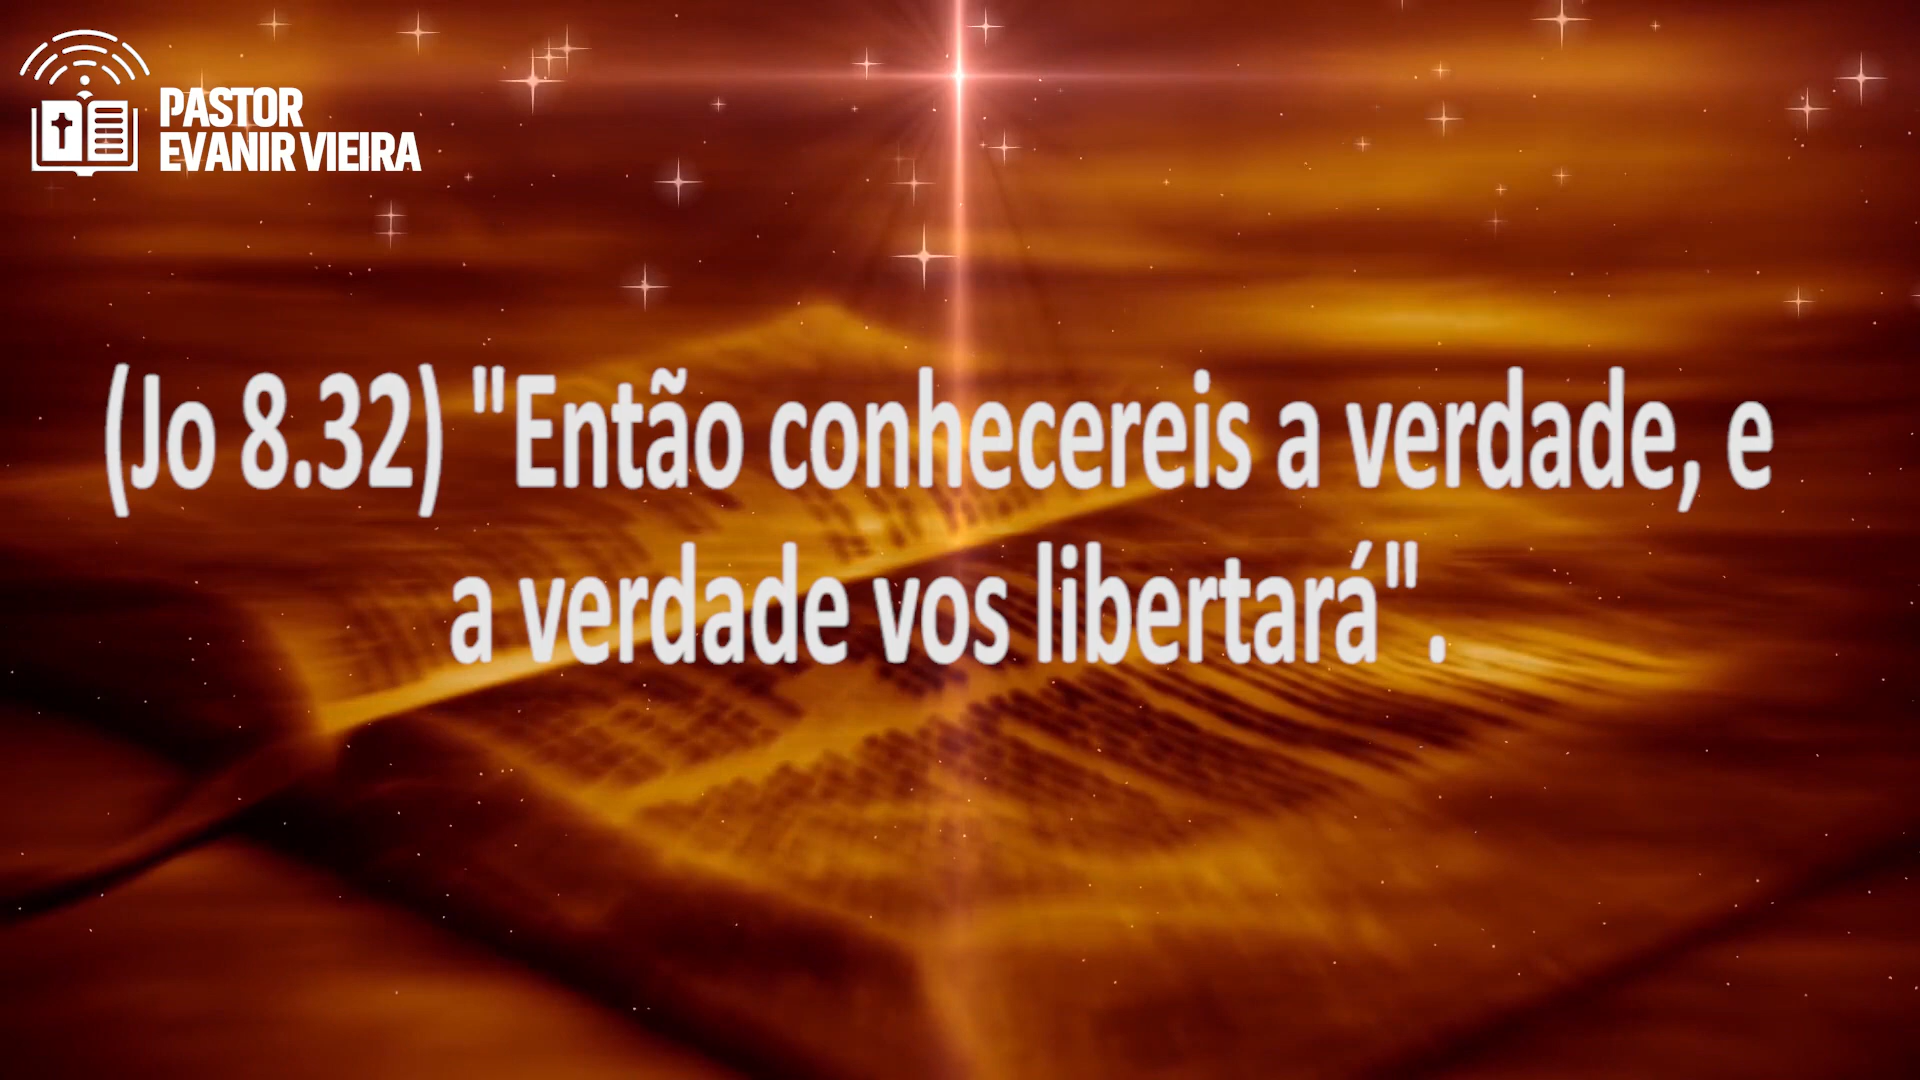 PASTOR
EVANIR VIEIRA
(Jo 8.32) "Então conhecereis a verdade, e
a verdade vos libertará" .